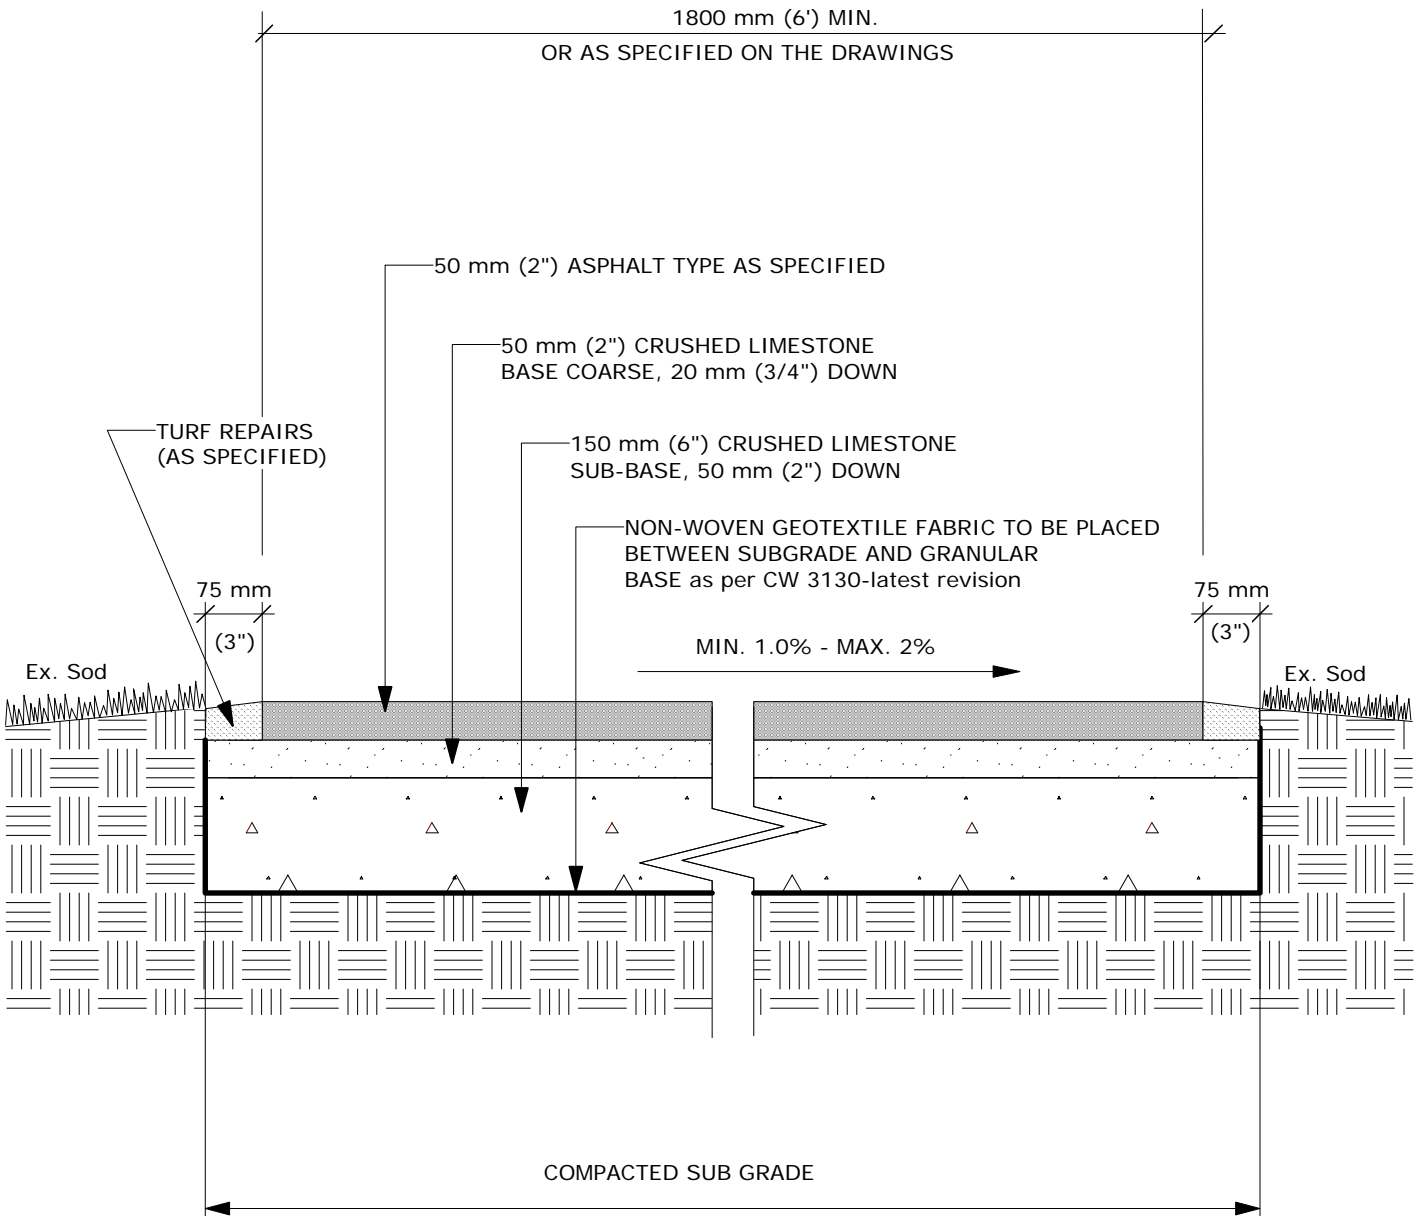 1800 mm (6') MIN.
OR AS SPECIFIED ON THE DRAWINGS
50 mm (2") ASPHALT TYPE AS SPECIFIED
50 mm (2") CRUSHED LIMESTONE
BASE COARSE, 20 mm (3/4") DOWN
TURF REPAIRS
(AS SPECIFIED)
150 mm (6") CRUSHED LIMESTONE
SUB-BASE, 50 mm (2") DOWN
NON-WOVEN GEOTEXTILE FABRIC TO BE PLACED
BETWEEN SUBGRADE AND GRANULAR
BASE as per CW 3130-latest revision
75 mm
(3")
75 mm
(3")
MIN. 1.0% - MAX. 2%
Ex. Sod
Ex. Sod
COMPACTED SUB GRADE